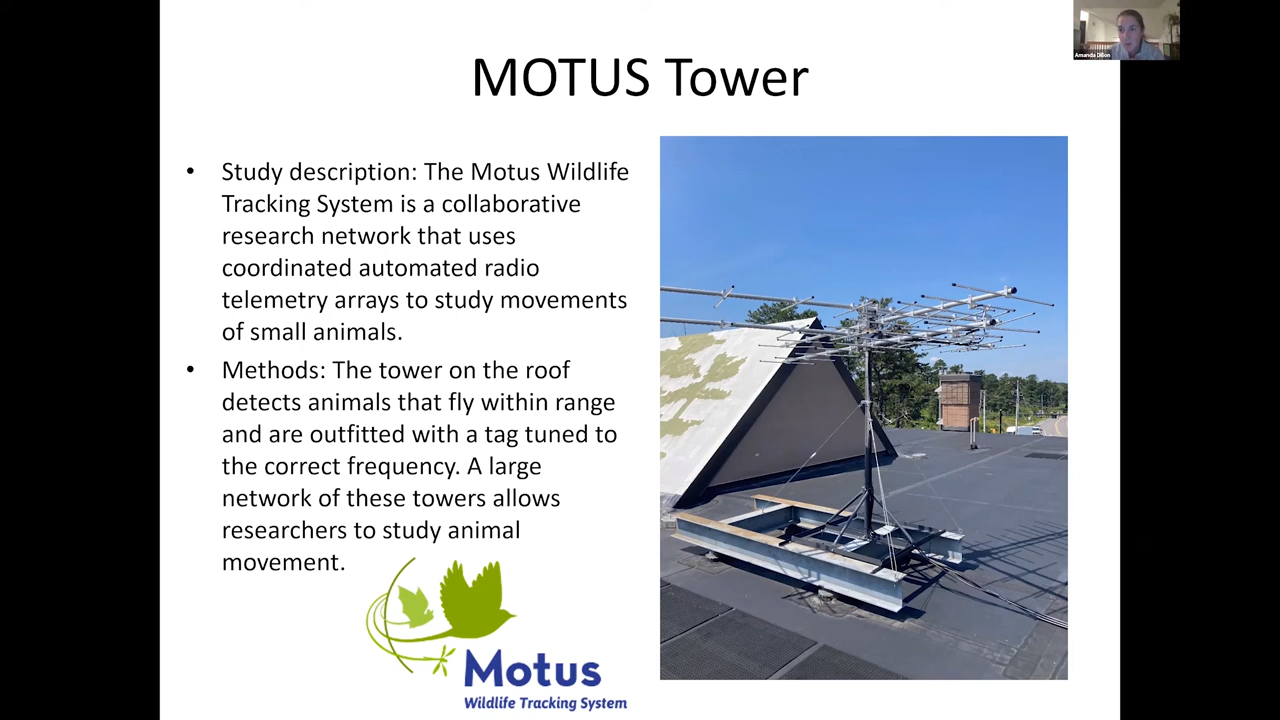 Amanda Dillon
MOTUS Tower
• Study description: The Motus Wildlife
Tracking System is a collaborative
research network that uses
coordinated automated radio
telemetry arrays to study movements
of small animals.
• Methods: The tower on the roof
detects animals that fly within range
and are outfitted with a tag tuned to
the correct frequency. A large
network of these towers allows
researchers to study animal
movement.
Motus
Wildlife Tracking System